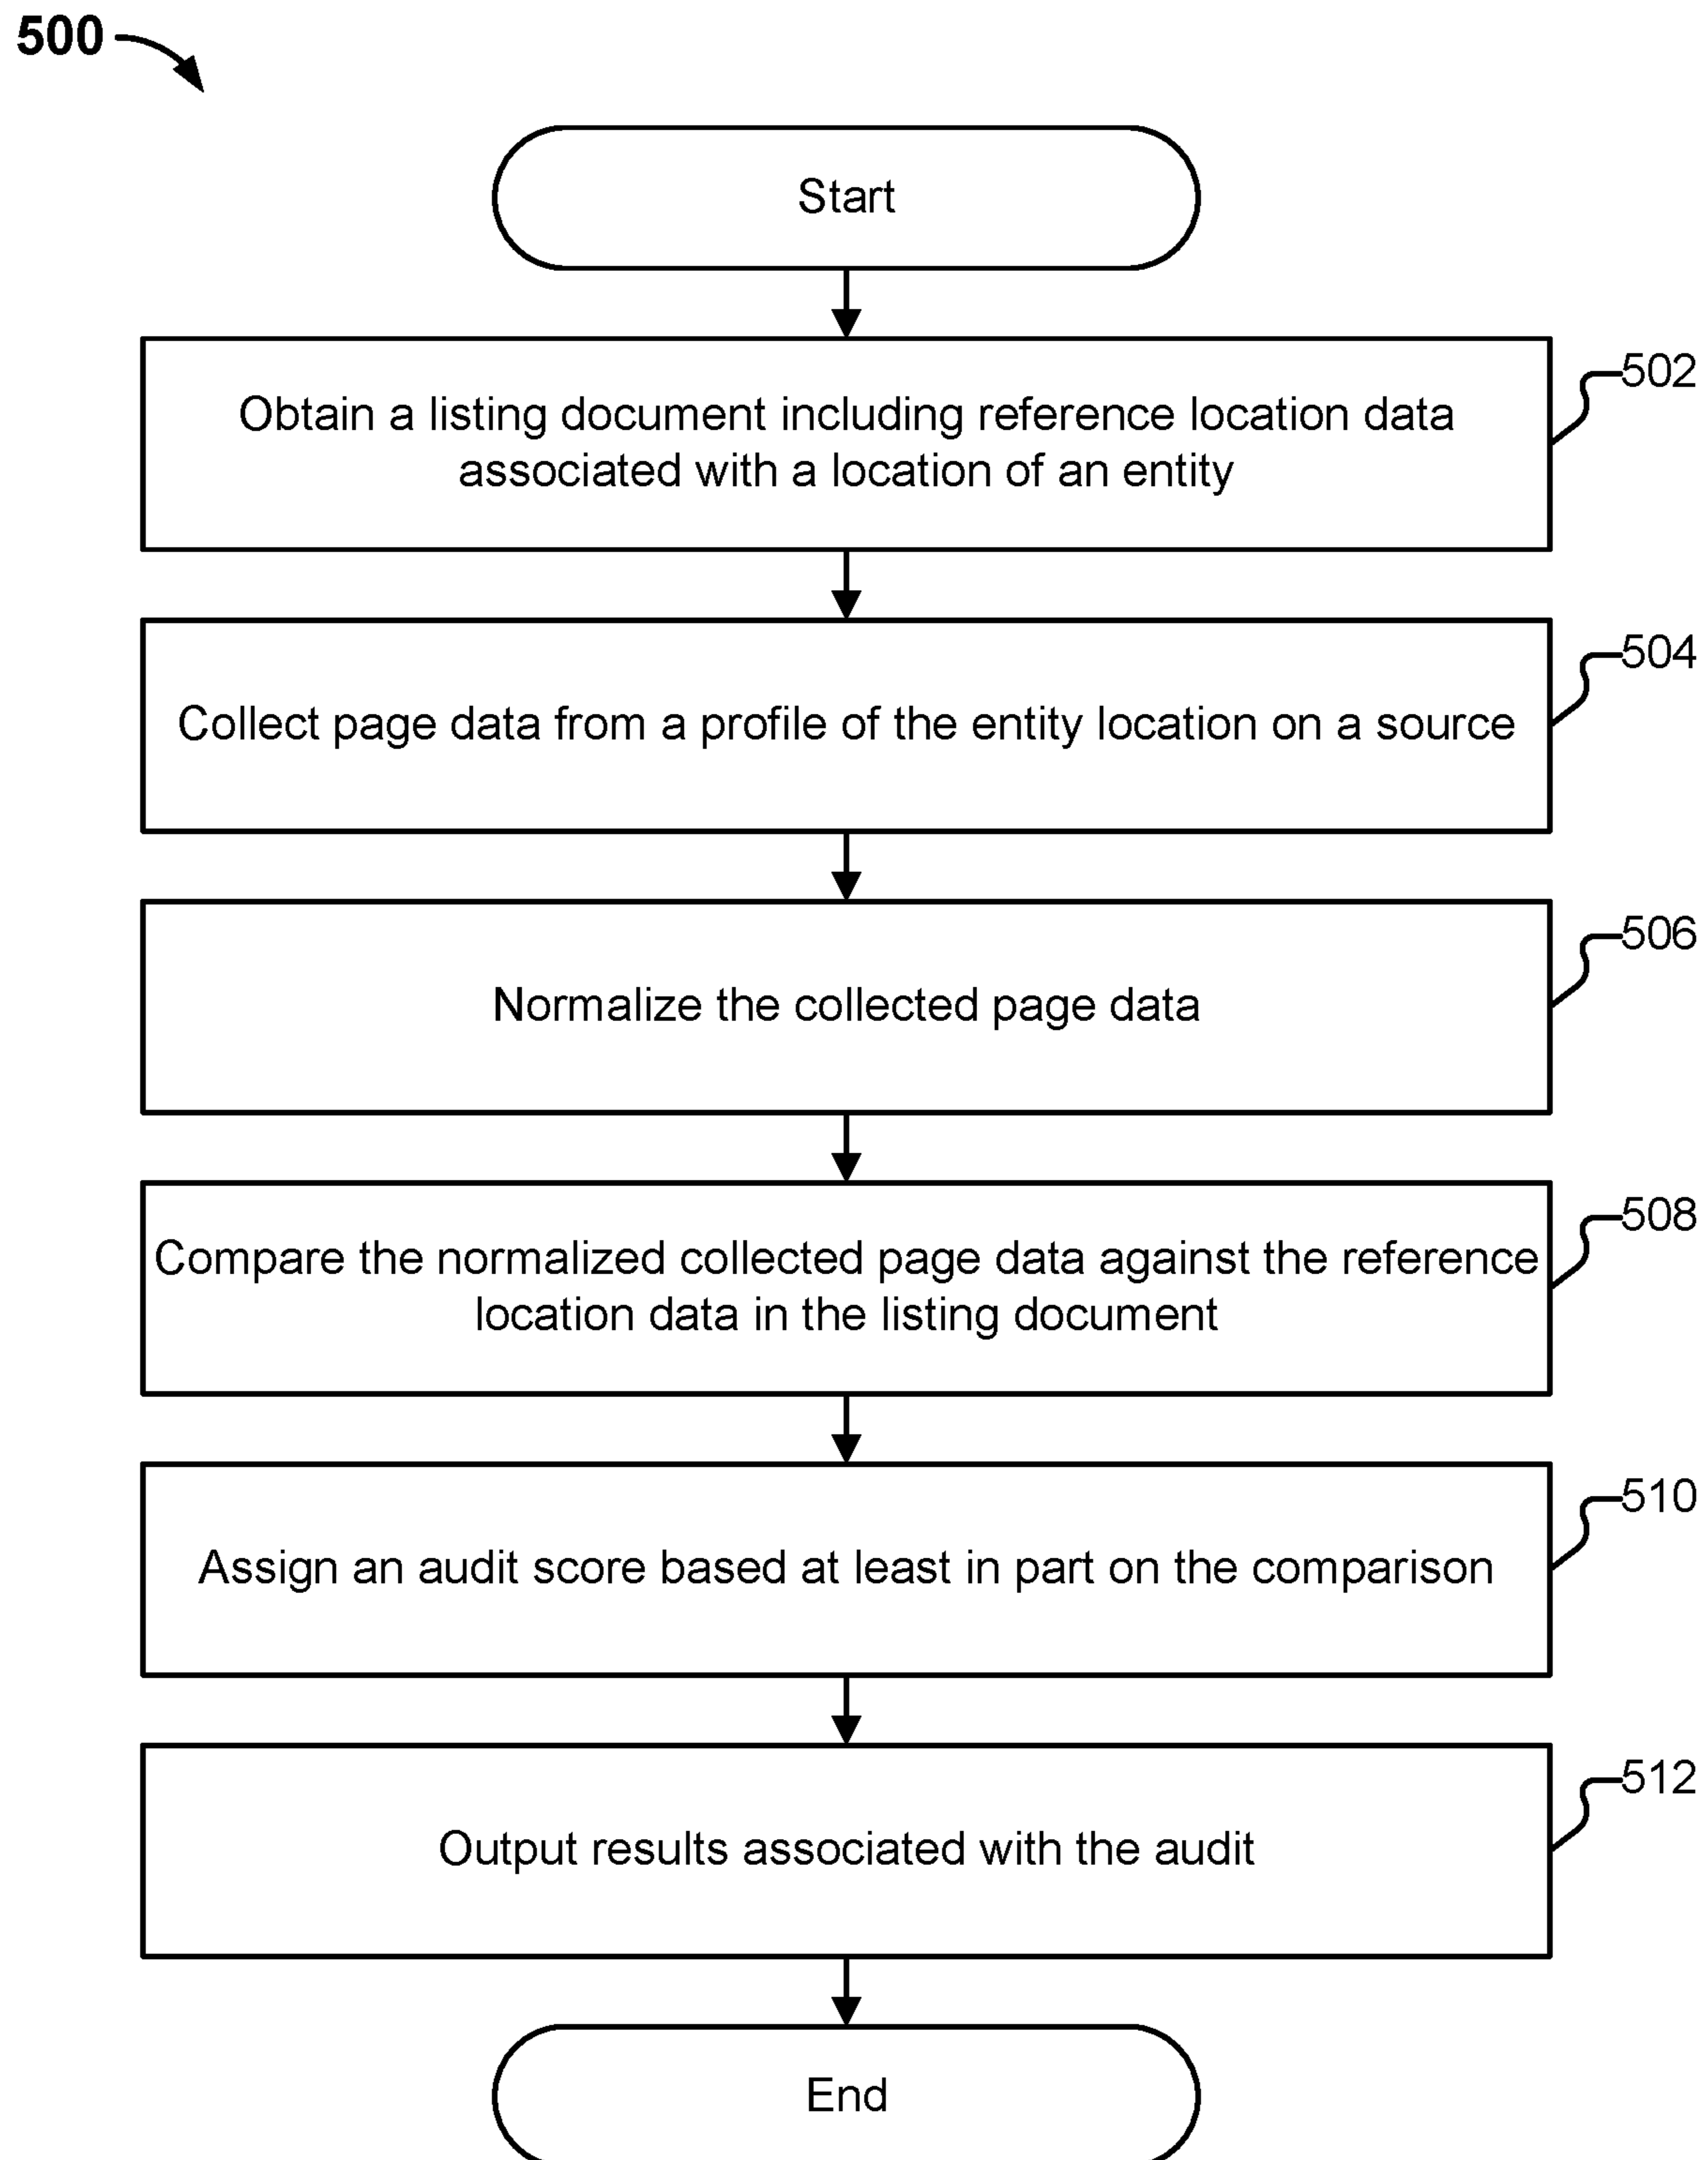 500
Start
502
Obtain a listing document including reference location data
associated with a location of an entity
504
Collect page data from a profile of the entity location on a source
506
Normalize the collected page data
508
Compare the normalized collected page data against the reference
location data in the listing document
510
Assign an audit score based at least in part on the comparison
512
Output results associated with the audit
End